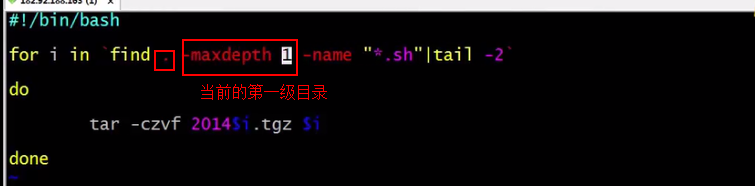 #!/bin/bash
for i in `find . -maxdepth 1 -name "*.sh"|tail -2`
do
当前的第一级目录
tar -czvf 2014$i.tgz $i
done
~